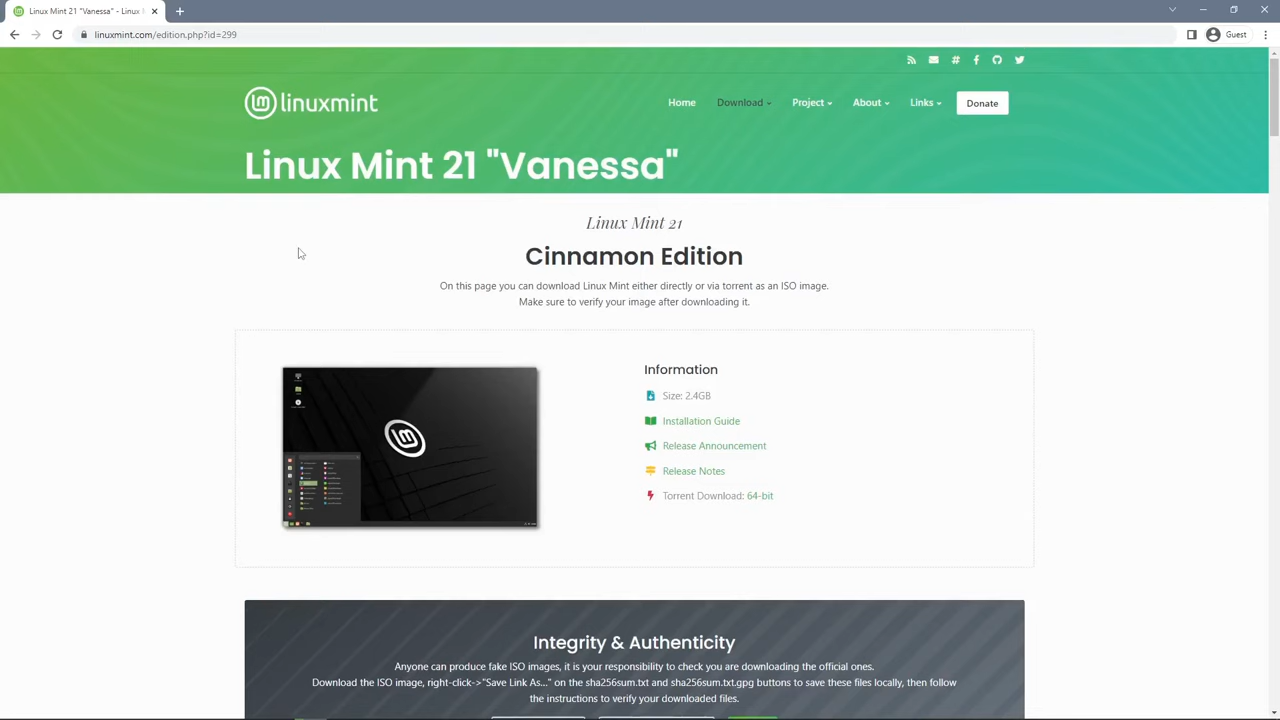 Linux Mint 21 "Vanessa" - Linux M
linuxmint.com/edition.php?id=299
Guest
linuxmint
Home Download Project About Links Donate
Linux Mint 21 "Vanessa"
Linux Mint 21
Cinnamon Edition
On this page you can download Linux Mint either directly or via torrent as an ISO image.
Make sure to verify your image after downloading it.
Information
Size: 2.4GB
Installation Guide
Release Announcement
Release Notes
Torrent Download: 64-bit
Integrity & Authenticity
Anyone can produce fake ISO images, it is your responsibility to check you are downloading the official ones.
Download the ISO image, right-click->"Save Link As..." on the sha256sum.txt and sha256sum.txt.gpg buttons to save these files locally, then follow
the instructions to verify your downloaded files.